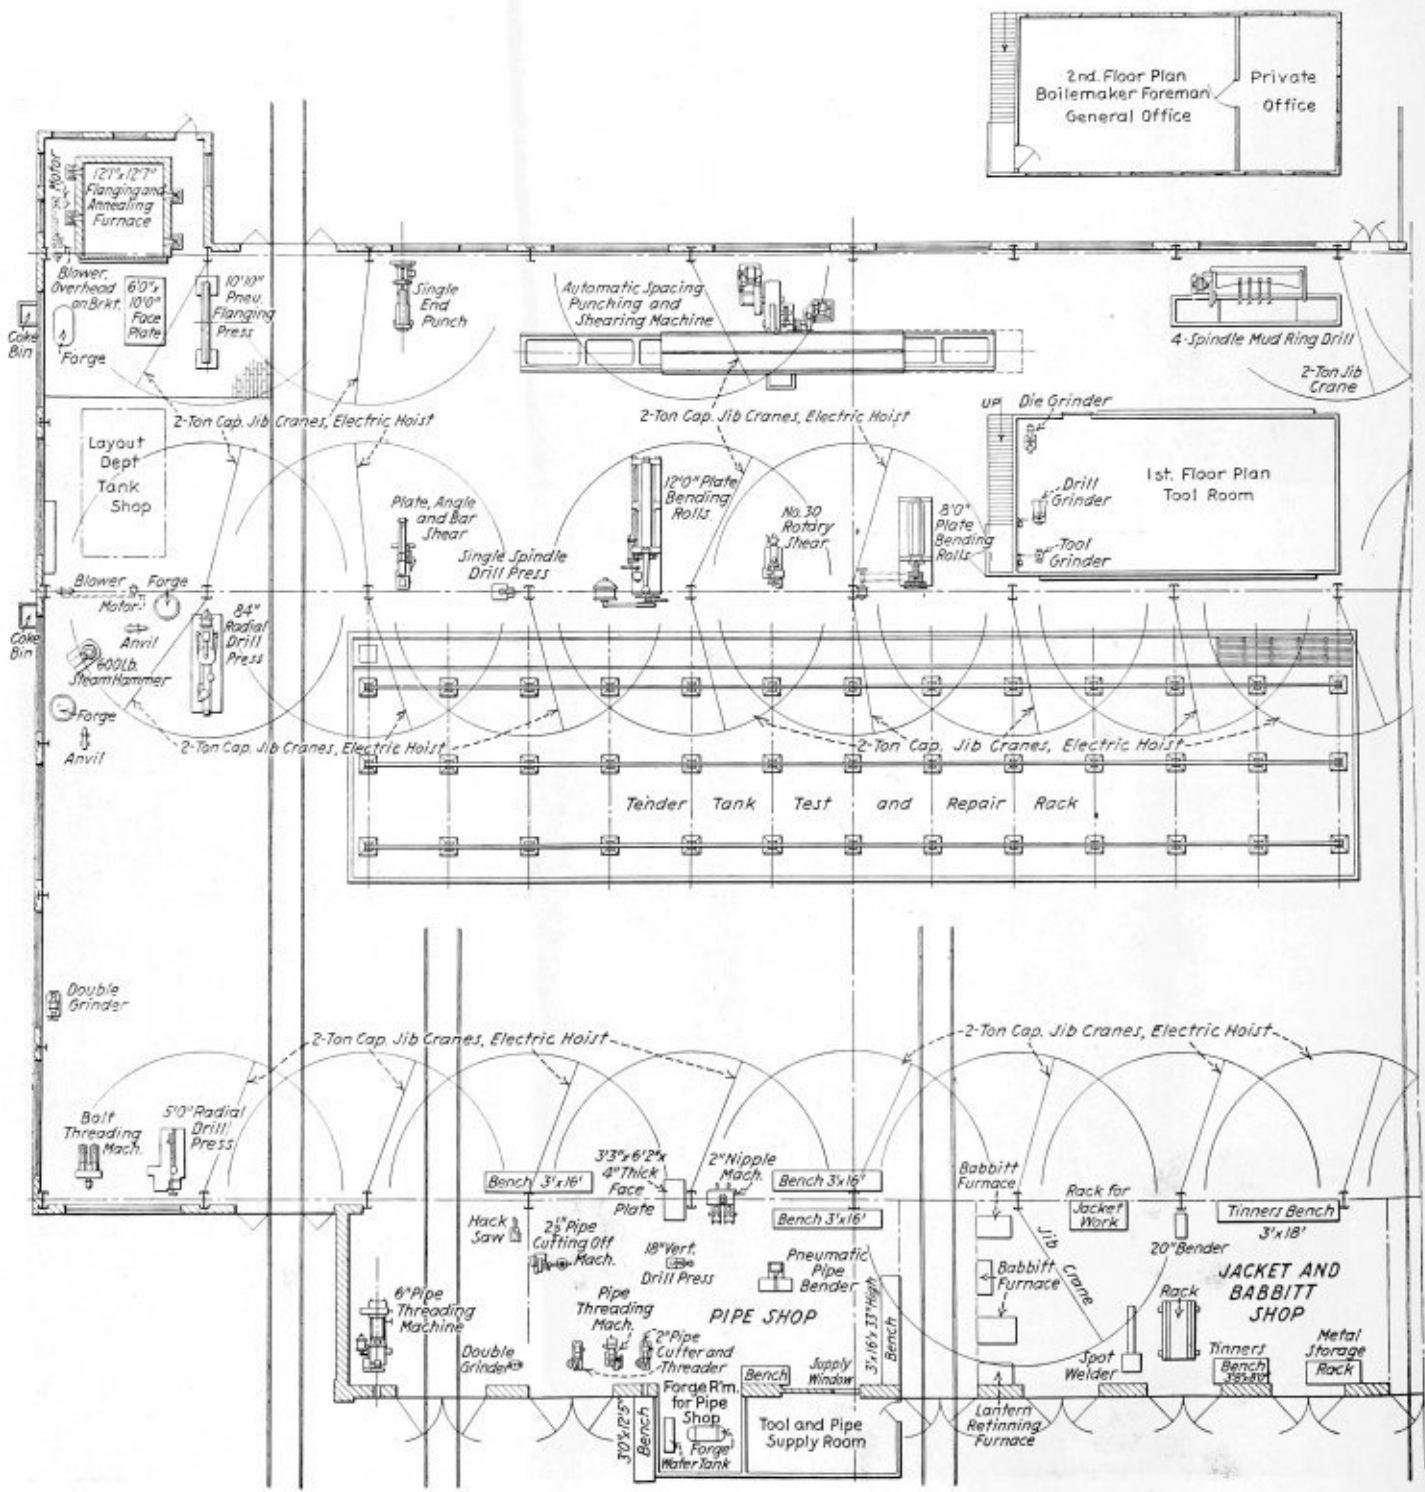 2nd. Floor Plan
Boilemaker Foreman
General Office
Private
Office
Motor
12'1"x 12'7"
Flanging and
Annealing
Furnace
Blower,
Overhead
on Brkt.
6'0"x
10'0"
Face
Plate
10'10"
Pneu.
Flanging
Press
Coke
Bin
Forge
Single
End
Punch
Automatic Spacing
Punching and
Shearing Machine
4-Spindle Mud Ring Drill
2-Ton Jib
Crane
2-Ton Cap. Jib Cranes, Electric Hoist
2-Ton Cap. Jib Cranes, Electric Hoist
UP
Die Grinder
Layout
Dept
Tank
Shop
Plate, Angle
and Bar
Shear
Single Spindle
Drill Press
12'0" Plate
Bending
Rolls
No. 30
Rotary
Shear
8'0"
Plate
Bending
Rolls
1st. Floor Plan
Tool Room
Drill
Grinder
Tool
Grinder
Blower
Forge
Motor
Coke
Bin
Anvil
84"
Radial
Drill
Press
600 Lb.
Steam Hammer
Forge
Anvil
2-Ton Cap. Jib Cranes, Electric Hoist
2-Ton Cap. Jib Cranes, Electric Hoist
Tender Tank Test and Repair Rack
Double
Grinder
2-Ton Cap. Jib Cranes, Electric Hoist
2-Ton Cap. Jib Cranes, Electric Hoist
Bolt
Threading
Mach.
5'0" Radial
Drill
Press
Bench 3'x16'
3'3"x 6'2"x
4" Thick
Face
Plate
2" Nipple
Mach.
Bench 3'x16'
Bench 3'x16'
Babbitt
Furnace
Rack for
Jacket
Work
Tinners Bench
3'x18'
Hack
Saw
Pipe
Cutting Off
Mach.
18" Vert.
Drill Press
Pneumatic
Pipe
Bender
Jib Crane
20" Bender
Babbitt
Furnace
JACKET AND
BABBITT
SHOP
6" Pipe
Threading
Machine
Pipe
Threading
Mach.
PIPE SHOP
3'x16'x33" High
Bench
Rack
Double
Grinder
2" Pipe
Cutter and
Threader
Bench
Supply
Window
Spot
Welder
Tinners
Bench
Metal
Storage
Rack
3'0"x12'5"
Bench
Forge R'm.
for Pipe
Shop
Forge
Water Tank
Tool and Pipe
Supply Room
Lantern
Retinning
Furnace